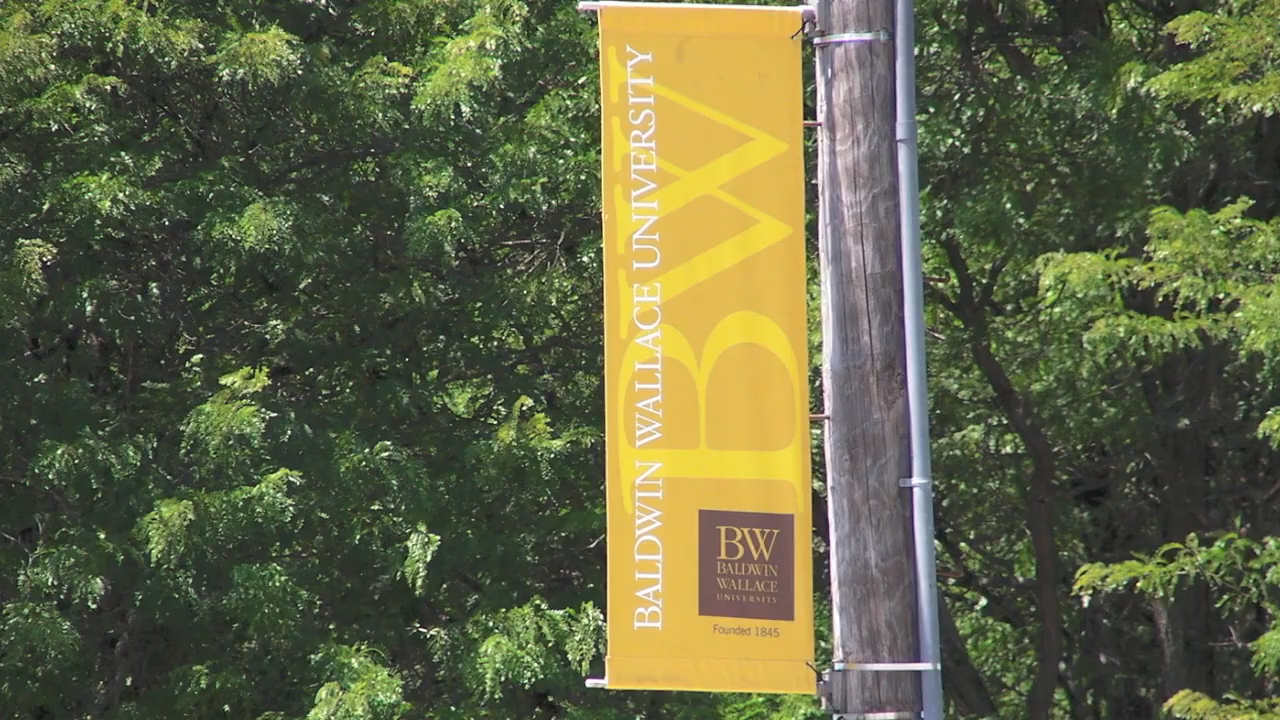 BALDWIN WALLACE UNIVERSITY
BW
BW
BALDWIN
WALLACE
UNIVERSITY
Founded 1845